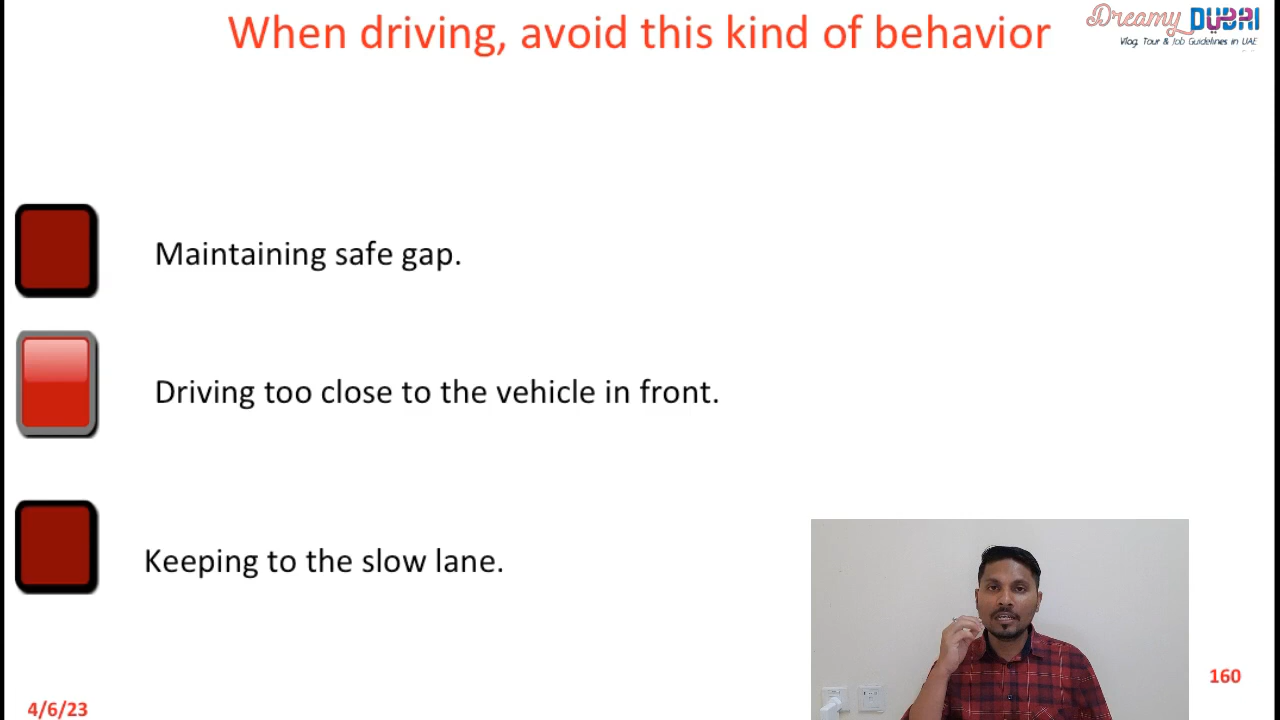 When driving, avoid this kind of behavior
Dreamy DUBAI
Vlog, Tour & Job Guidelines in UAE
Maintaining safe gap.
Driving too close to the vehicle in front.
Keeping to the slow lane.
160
4/6/23